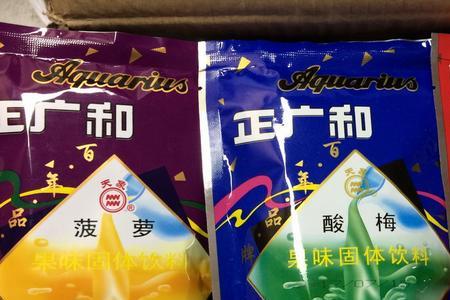 Aquarius
正广和
百
年
品
菠 萝
果味固体饮料
Aquarius
正广和
百
年
品
牌
酸 梅
果味固体饮料